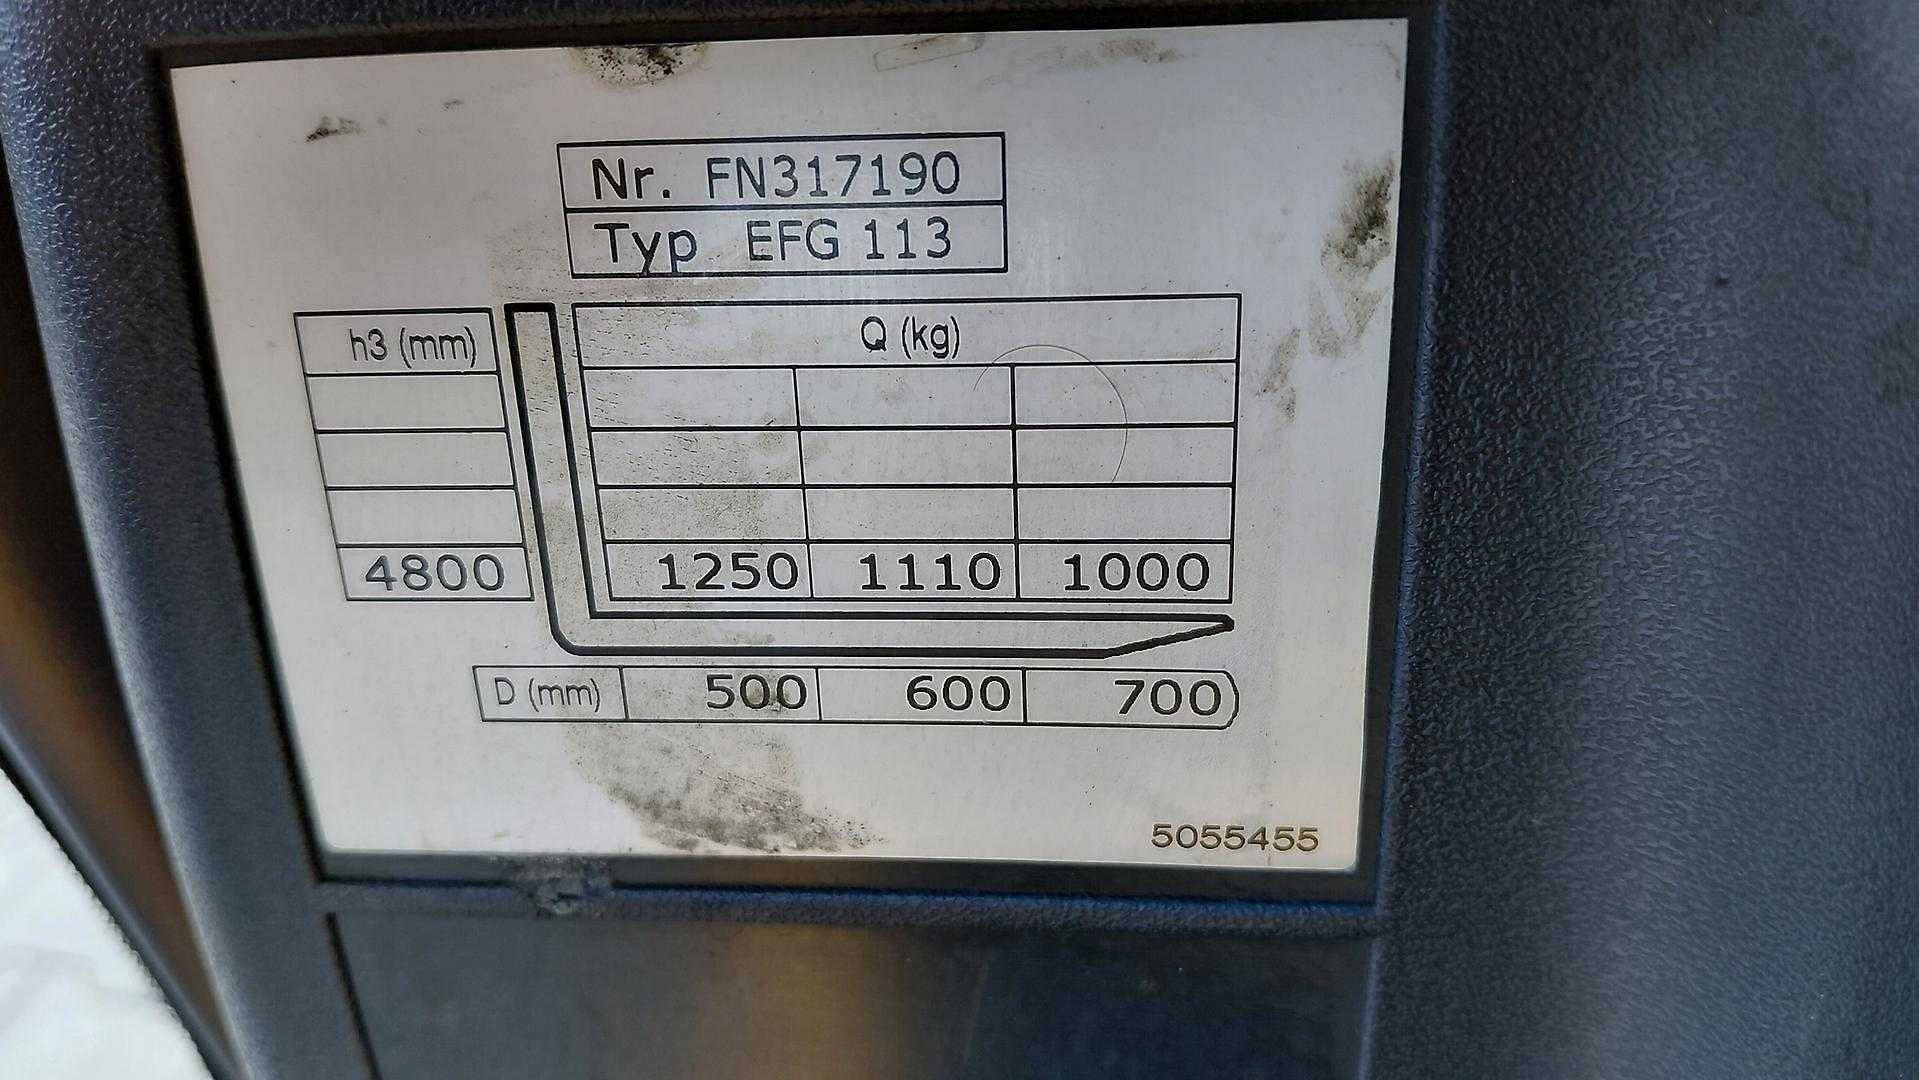 Nr. FN317190
Typ EFG 113
h3 (mm) Q (kg)
4800 1250 1110 1000
D (mm) 500 600 700
5055455